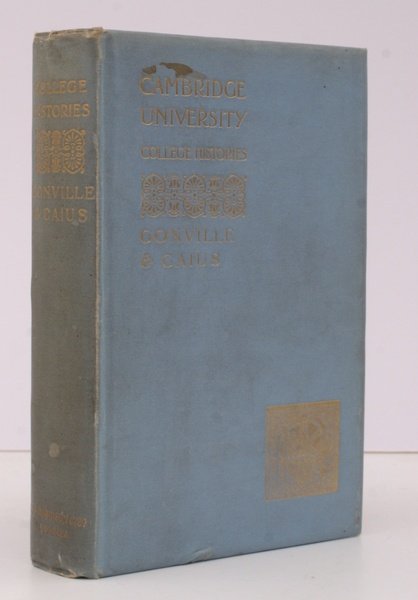 COLLEGE
HISTORIES
GONVILLE
& CAIUS
CAMBRIDGE
UNIVERSITY
COLLEGE HISTORIES
GONVILLE
& CAIUS